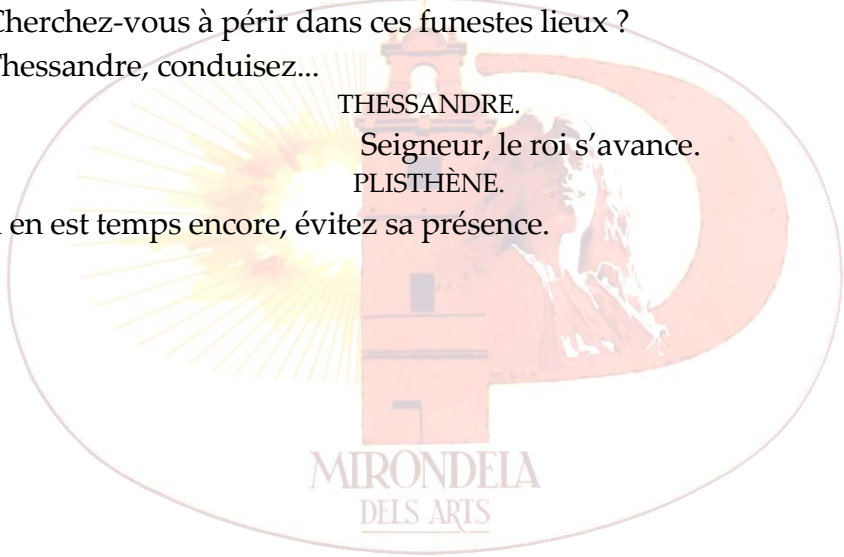 Cherchez-vous à périr dans ces funestes lieux ?
Thessandre, conduisez...
THESSANDRE.
Seigneur, le roi s’avance.
PLISTHÈNE.
en est temps encore, évitez sa présence.
MIRONDELA
DELS ARTS